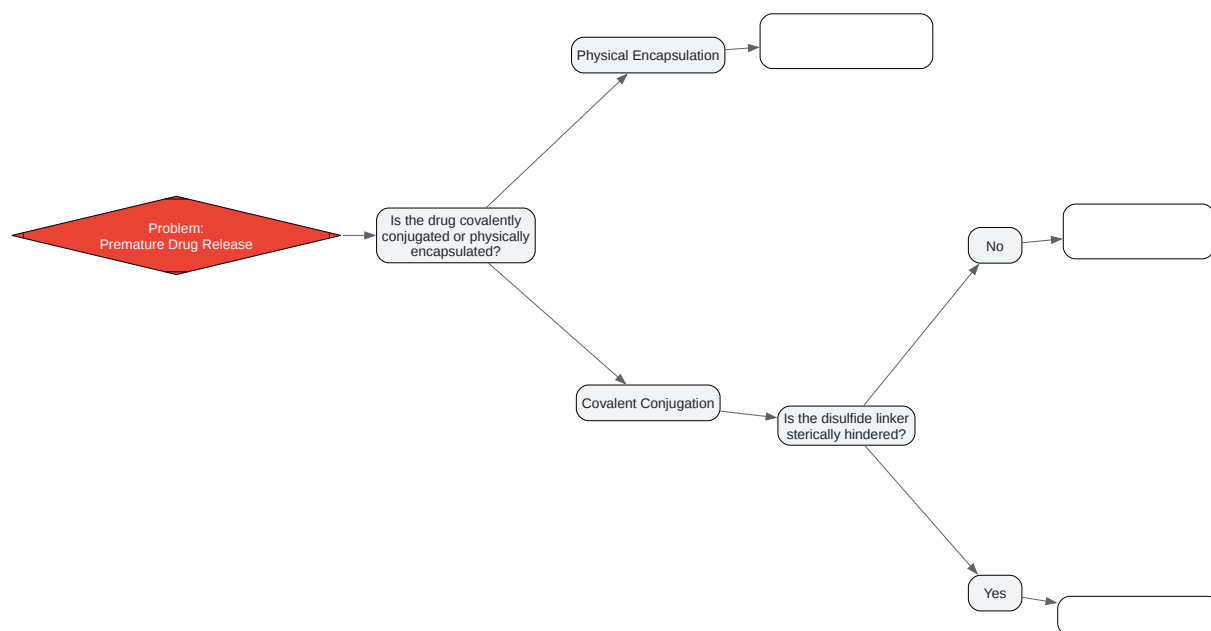 Physical Encapsulation
Problem:
Premature Drug Release
Is the drug covalently
conjugated or physically
encapsulated?
No
Covalent Conjugation
Is the disulfide linker
sterically hindered?
Yes